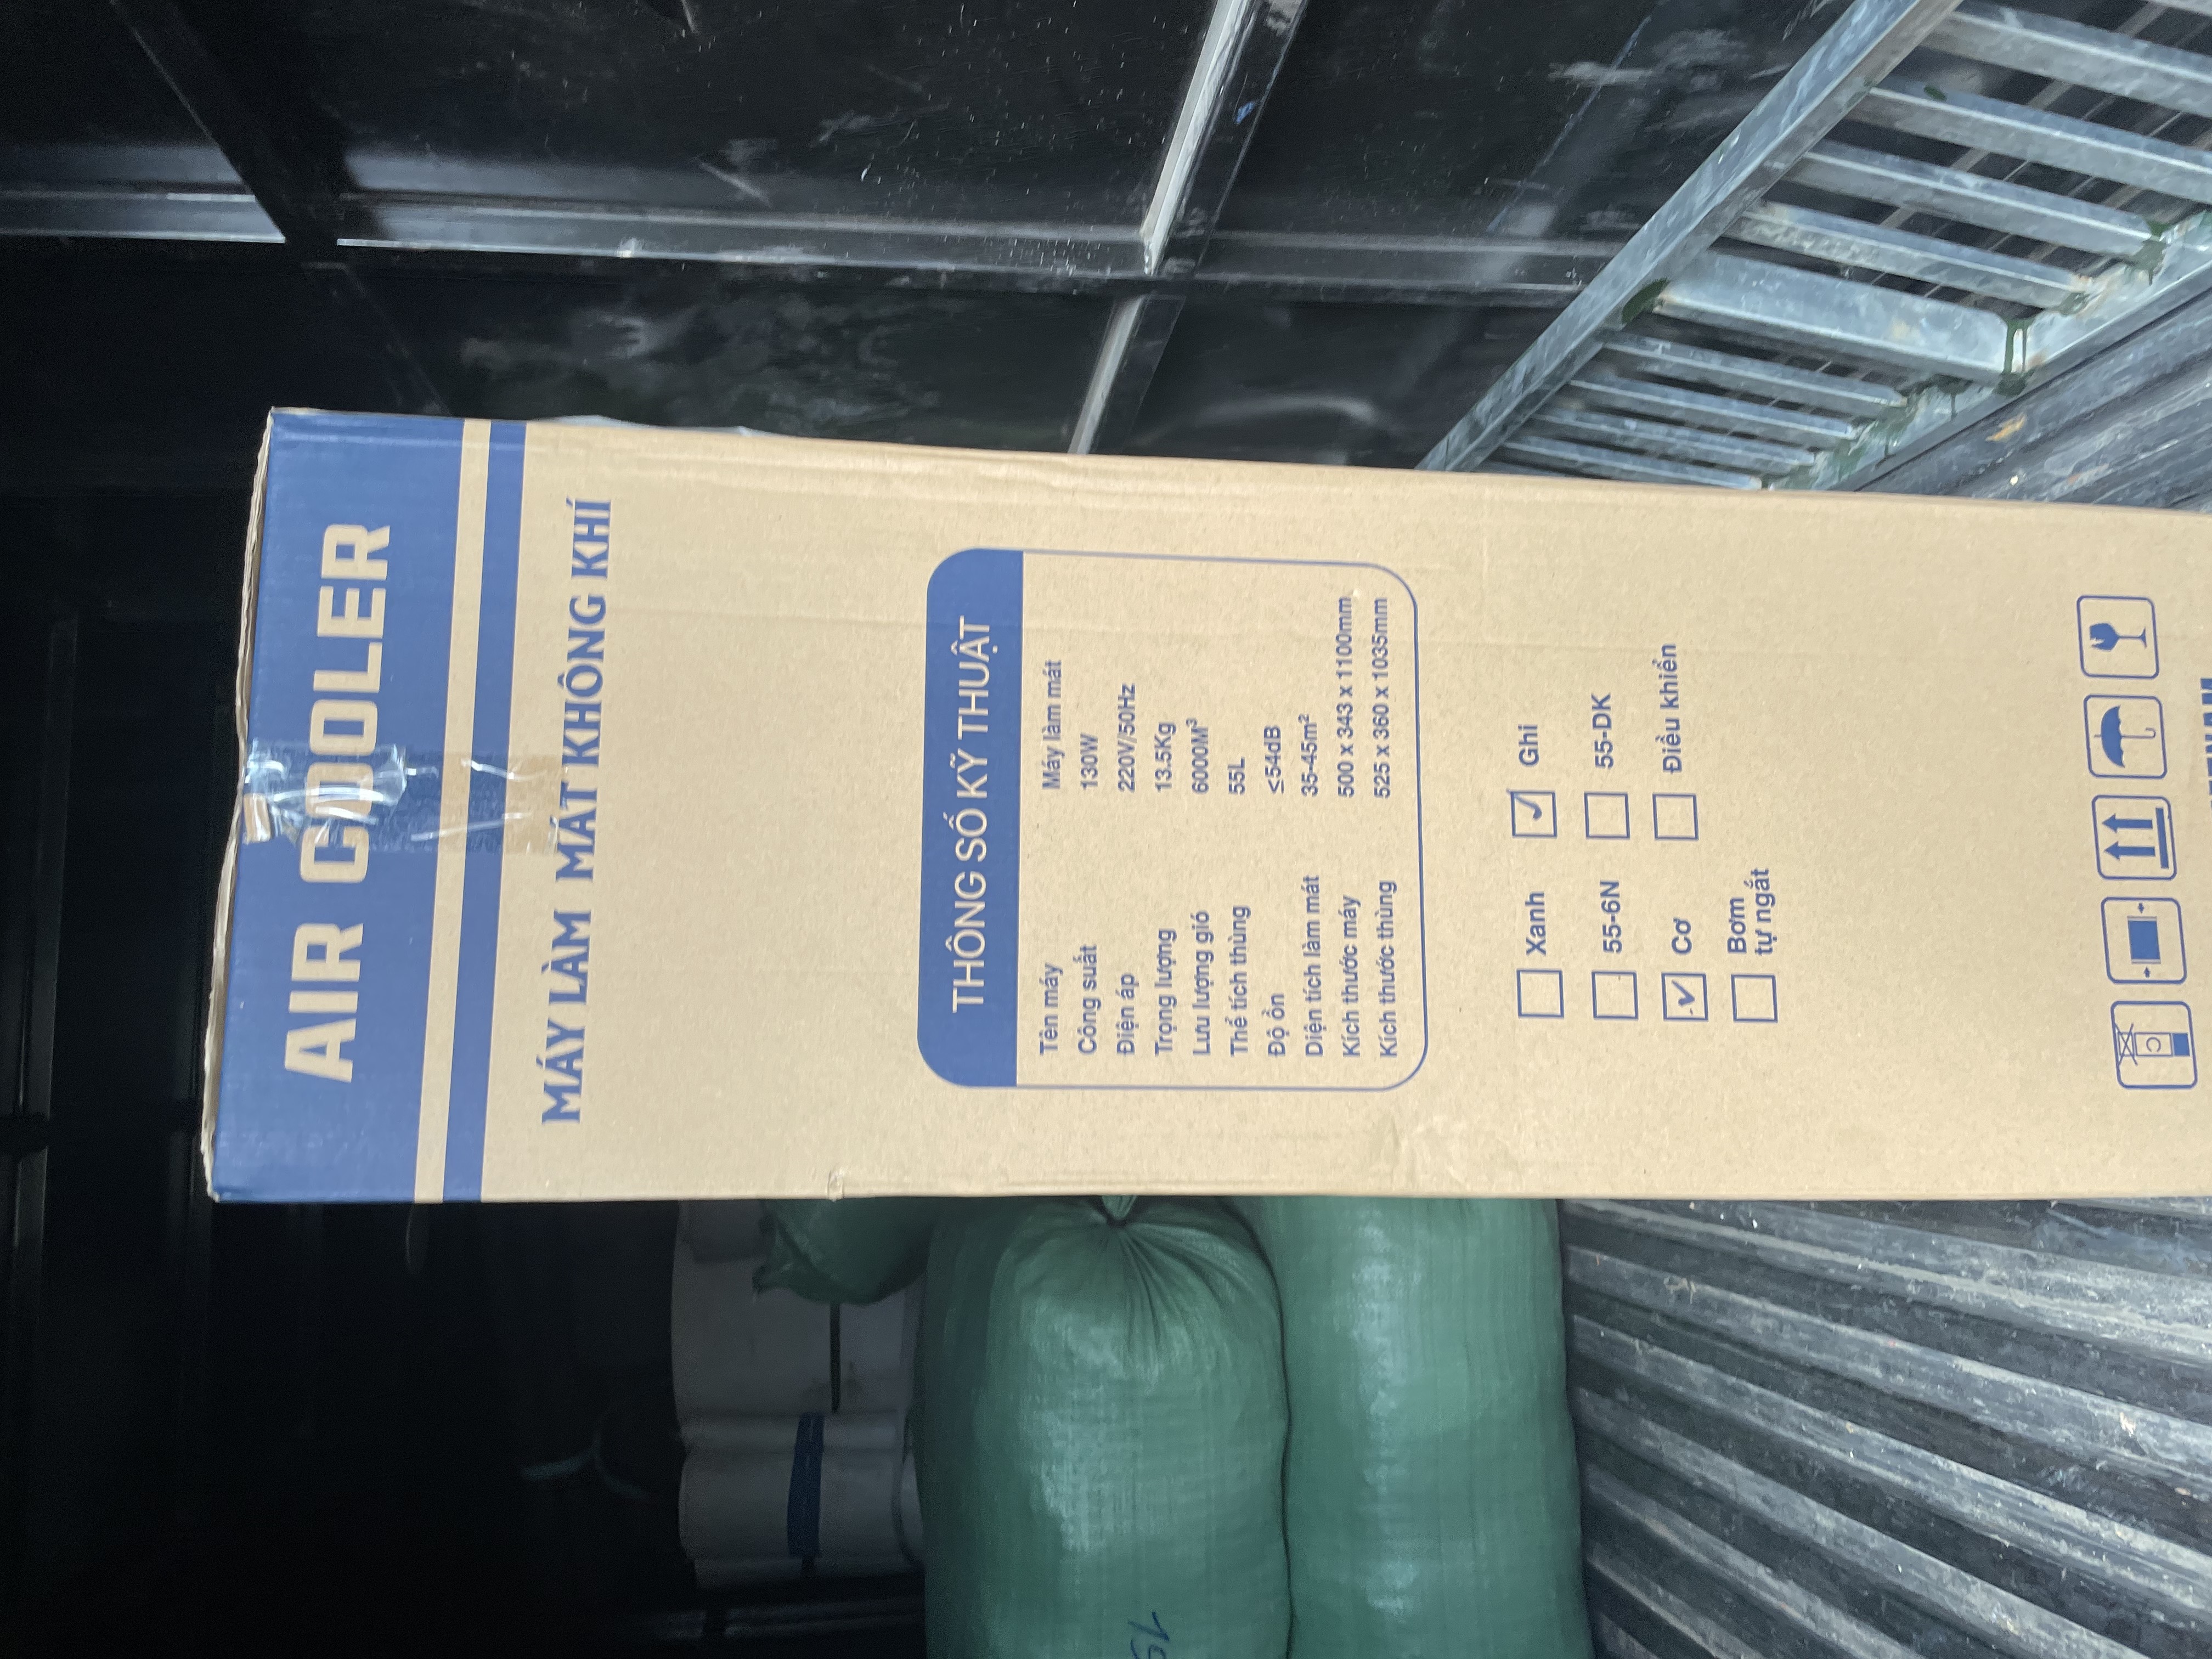 AIR COOLER
MÁY LÀM MÁT KHÔNG KHÍ
THÔNG SỐ KỸ THUẬT
Tên máy Máy làm mát
Công suất 130W
Điện áp 220V/50Hz
Trọng lượng 13.5Kg
Lưu lượng gió 6000M³
Thể tích thùng 55L
Độ ồn ≤54dB
Diện tích làm mát 35-45m²
Kích thước máy 500 x 343 x 1100mm
Kích thước thùng 525 x 360 x 1035mm
Xanh ✓ Ghi
55-6N 55-DK
✓ Cơ Điều khiển
Bơm
tự ngắt